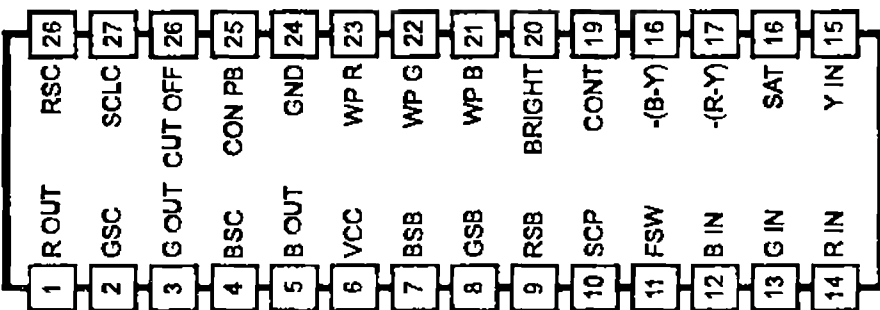 1 R OUT RSC 26
2 GSC SCLC 27
3 G OUT CUT OFF 26
4 BSC CON PB 25
5 B OUT GND 24
6 VCC WP R 23
7 BSB WP G 22
8 GSB WP B 21
9 RSB BRIGHT 20
10 SCP CONT 19
11 FSW -(B-Y) 16
12 B IN -(R-Y) 17
13 G IN SAT 16
14 R IN Y IN 15